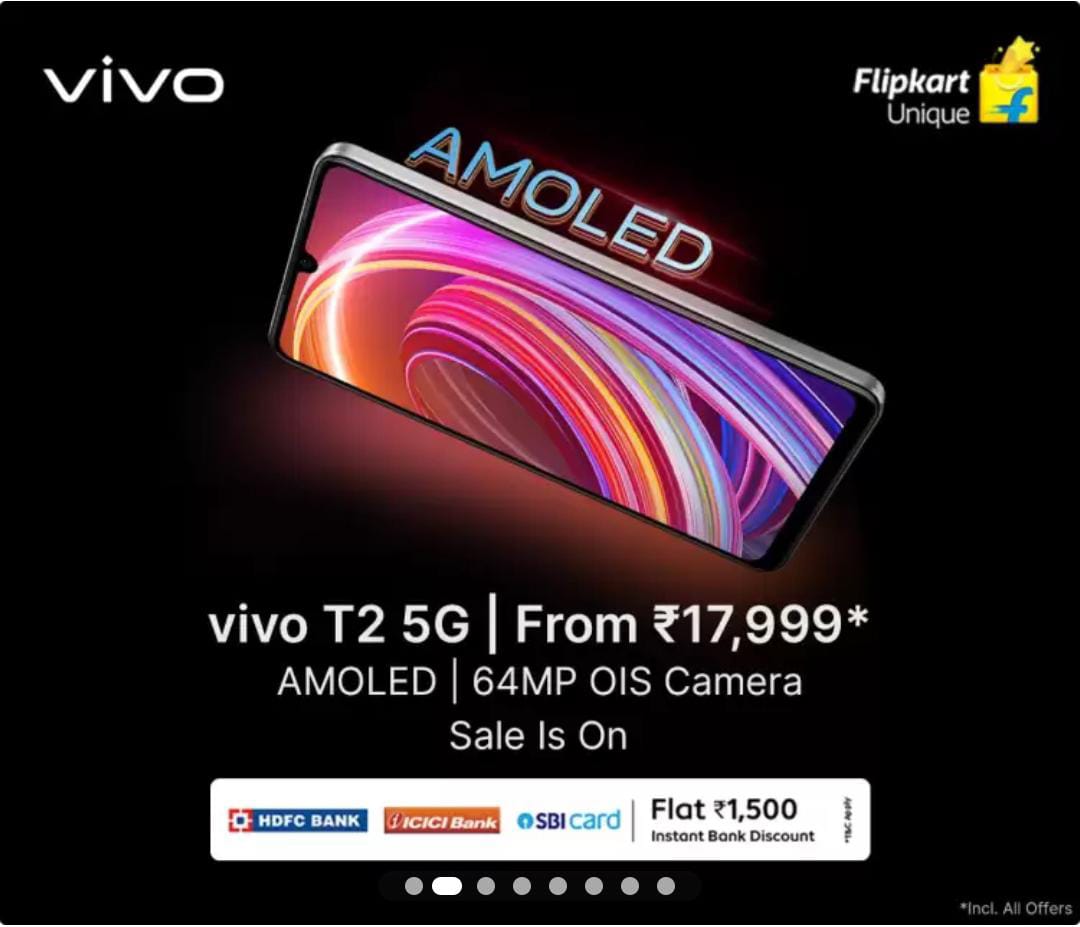 vivo
Flipkart
Unique
AMOLED
vivo T2 5G | From ₹17,999*
AMOLED | 64MP OIS Camera
Sale Is On
HDFC BANK
ICICI Bank
SBI card
Flat ₹1,500
Instant Bank Discount
*T&C Apply
*Incl. All Offers